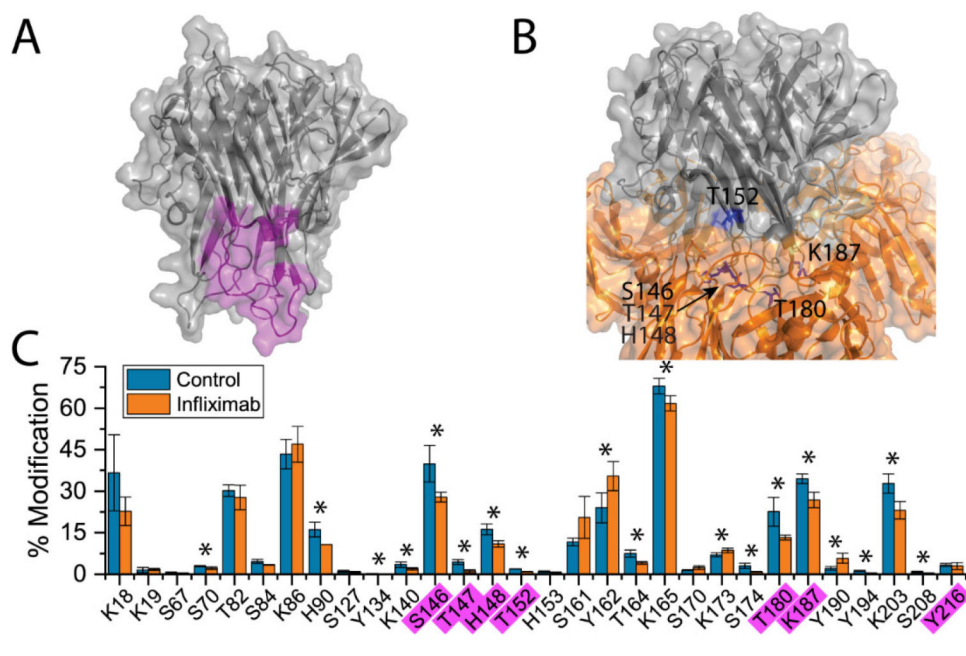 A
B
T152
K187
S146
T147
H148
T180
C
% Modification
75
60
45
30
15
0
Control
Infliximab
* * * * * * * * * * * * * * * * * *
K18 K19 S67 S70 T82 S84 K86 H90 S127 Y134 K140 S146 T147 H148 T152 H153 S161 Y162 T164 K165 S170 K173 S174 T180 K187 Y190 Y194 K203 S208 Y216